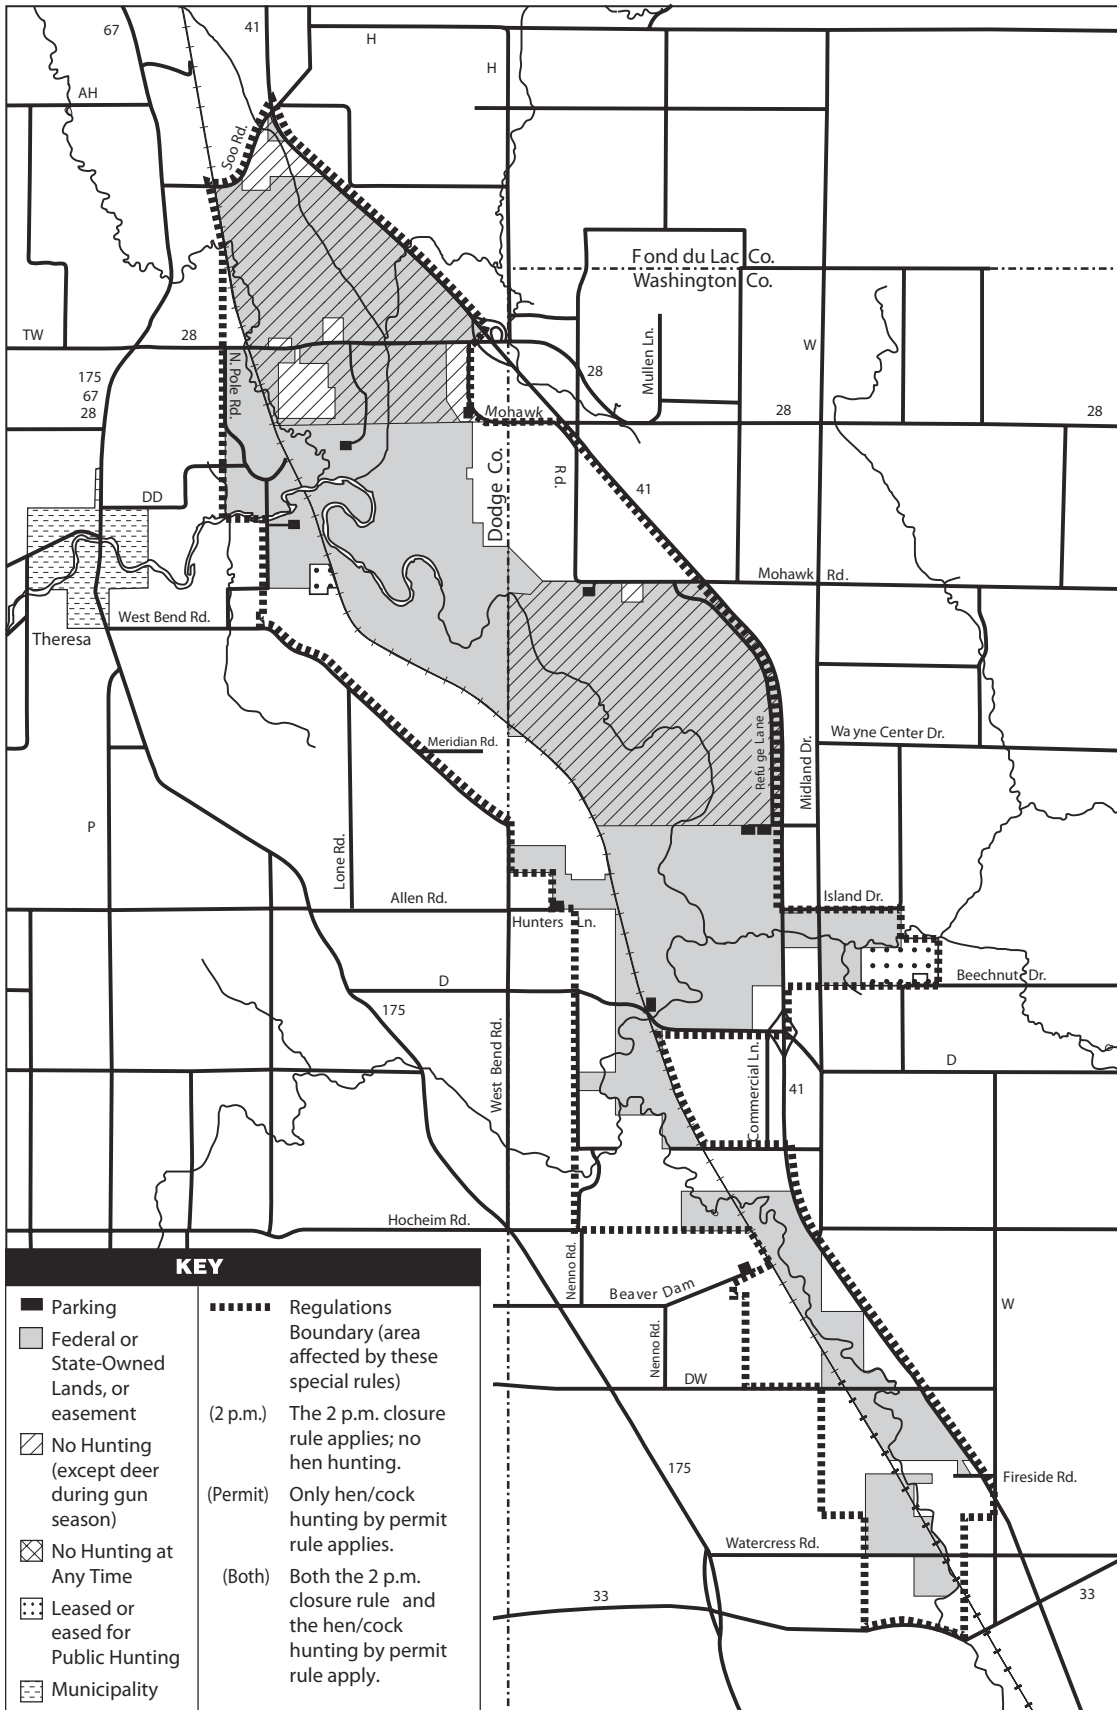 67
41
H
H
AH
Soo Rd.
Fond du Lac Co.
Washington Co.
TW
28
N. Pole Rd.
Mullen Ln.
W
175
67
28
28
28
28
Mohawk
Rd.
Dodge Co.
41
DD
Mohawk Rd.
West Bend Rd.
Theresa
Meridian Rd.
Refuge Lane
Midland Dr.
Wayne Center Dr.
P
Lone Rd.
Allen Rd.
Hunters Ln.
Island Dr.
D
Beechnut Dr.
175
West Bend Rd.
Commercial Ln.
41
D
Hocheim Rd.
Nenno Rd.
Beaver Dam
W
Nenno Rd.
DW
175
Fireside Rd.
Watercress Rd.
33
33
KEY
Parking
Federal or
State-Owned
Lands, or
easement
No Hunting
(except deer
during gun
season)
No Hunting at
Any Time
Leased or
eased for
Public Hunting
Municipality
Regulations
Boundary (area
affected by these
special rules)
(2 p.m.) The 2 p.m. closure
rule applies; no
hen hunting.
(Permit) Only hen/cock
hunting by permit
rule applies.
(Both) Both the 2 p.m.
closure rule and
the hen/cock
hunting by permit
rule apply.